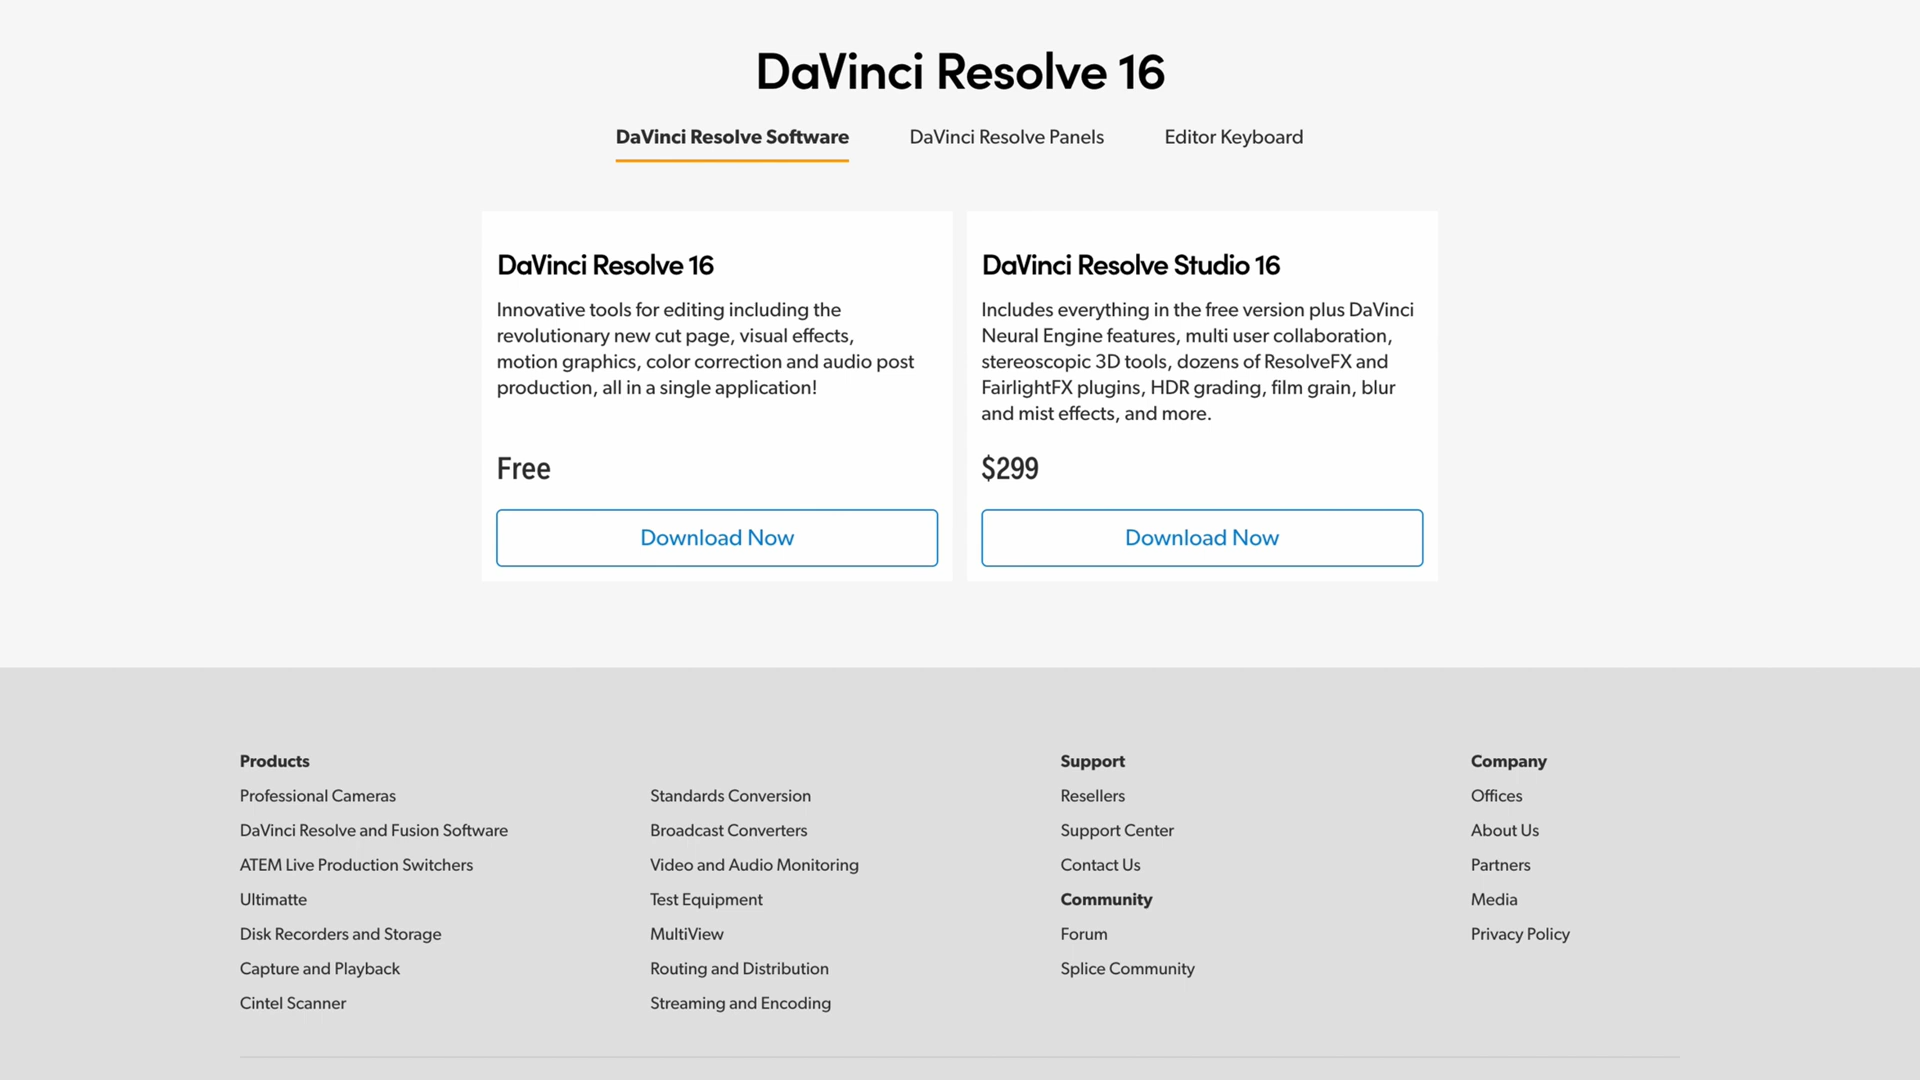 DaVinci Resolve 16
DaVinci Resolve Software
DaVinci Resolve Panels
Editor Keyboard
DaVinci Resolve 16
Innovative tools for editing including the
revolutionary new cut page, visual effects,
motion graphics, color correction and audio post
production, all in a single application!
Free
Download Now
DaVinci Resolve Studio 16
Includes everything in the free version plus DaVinci
Neural Engine features, multi user collaboration,
stereoscopic 3D tools, dozens of ResolveFX and
FairlightFX plugins, HDR grading, film grain, blur
and mist effects, and more.
$299
Download Now
Products
Professional Cameras
DaVinci Resolve and Fusion Software
ATEM Live Production Switchers
Ultimatte
Disk Recorders and Storage
Capture and Playback
Cintel Scanner
Standards Conversion
Broadcast Converters
Video and Audio Monitoring
Test Equipment
MultiView
Routing and Distribution
Streaming and Encoding
Support
Resellers
Support Center
Contact Us
Community
Forum
Splice Community
Company
Offices
About Us
Partners
Media
Privacy Policy